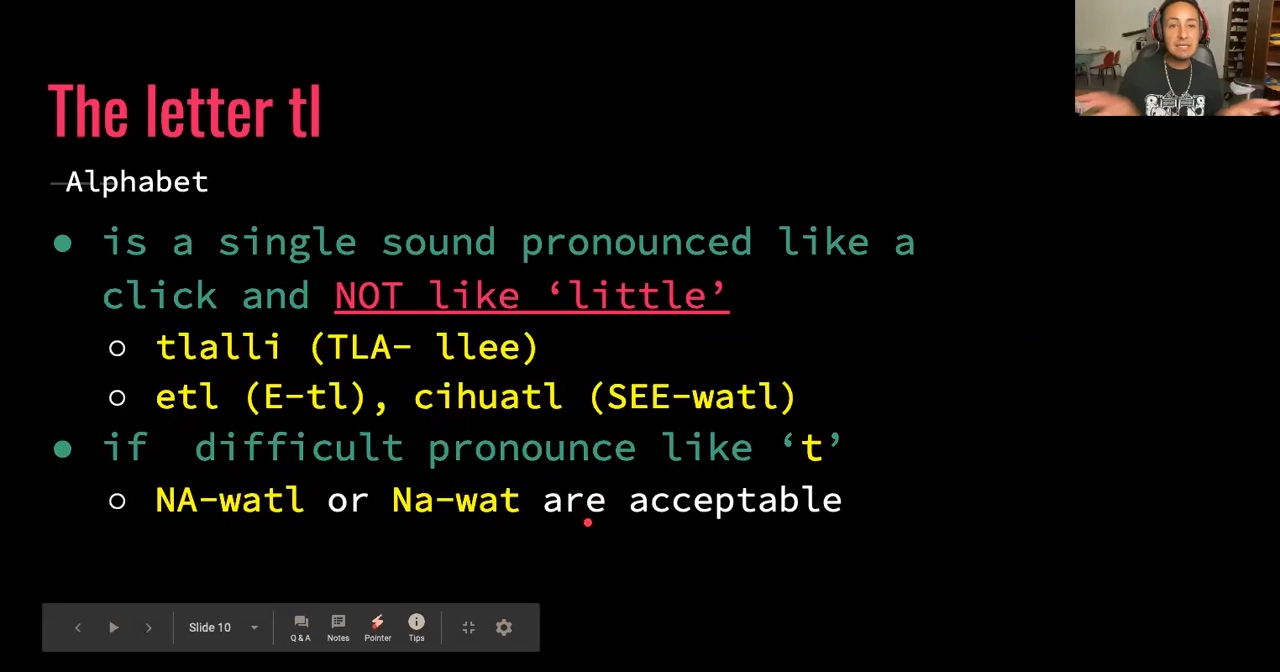 The letter tl
Alphabet
● is a single sound pronounced like a
click and NOT like ‘little’
○ tlalli (TLA- llee)
○ etl (E-tl), cihuatl (SEE-watl)
● if difficult pronounce like ‘t’
○ NA-watl or Na-wat are acceptable
Slide 10
Q & A Notes Pointer Tips